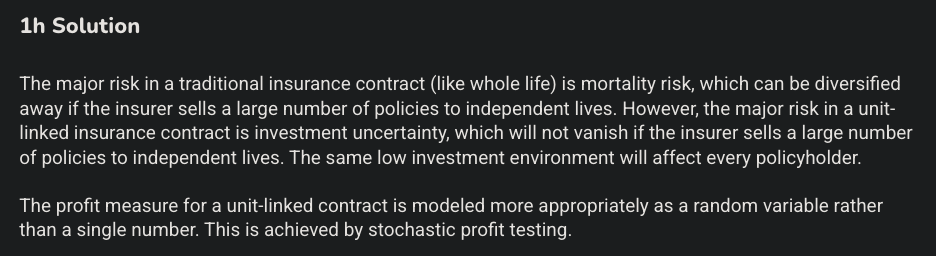 1h Solution
The major risk in a traditional insurance contract (like whole life) is mortality risk, which can be diversified
away if the insurer sells a large number of policies to independent lives. However, the major risk in a unit-
linked insurance contract is investment uncertainty, which will not vanish if the insurer sells a large number
of policies to independent lives. The same low investment environment will affect every policyholder.
The profit measure for a unit-linked contract is modeled more appropriately as a random variable rather
than a single number. This is achieved by stochastic profit testing.